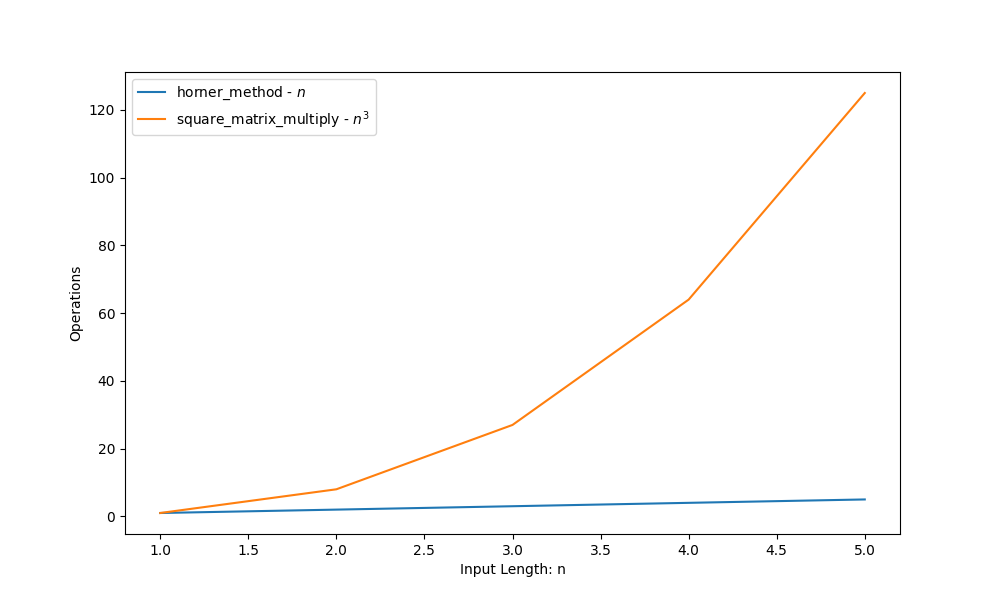 horner_method - n
square_matrix_multiply - n³
Operations
120
100
80
60
40
20
0
1.0 1.5 2.0 2.5 3.0 3.5 4.0 4.5 5.0
Input Length: n